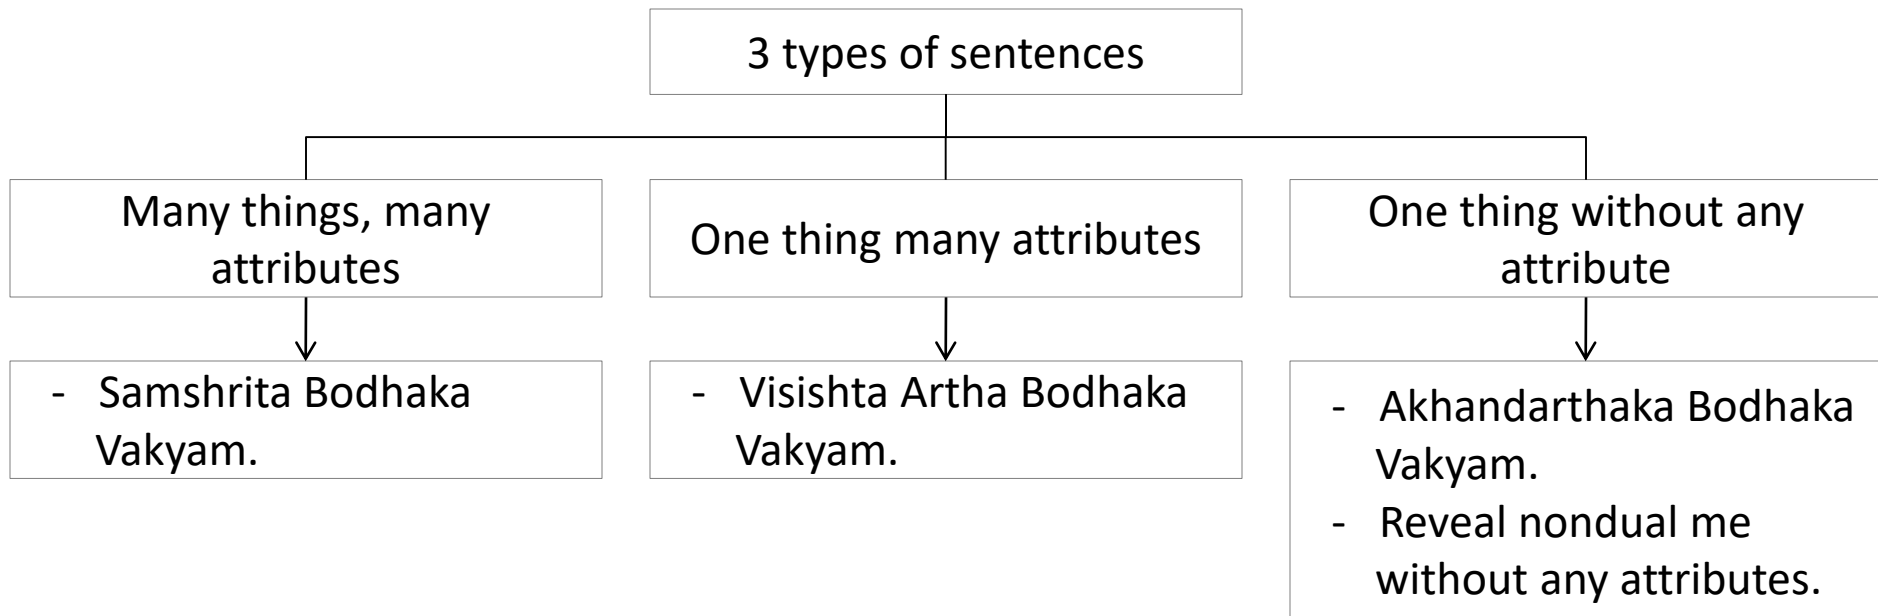 3 types of sentences
Many things, many
attributes
One thing many attributes
One thing without any
attribute
- Samshrita Bodhaka
Vakyam.
- Visishta Artha Bodhaka
Vakyam.
- Akhandarthaka Bodhaka
Vakyam.
- Reveal nondual me
without any attributes.